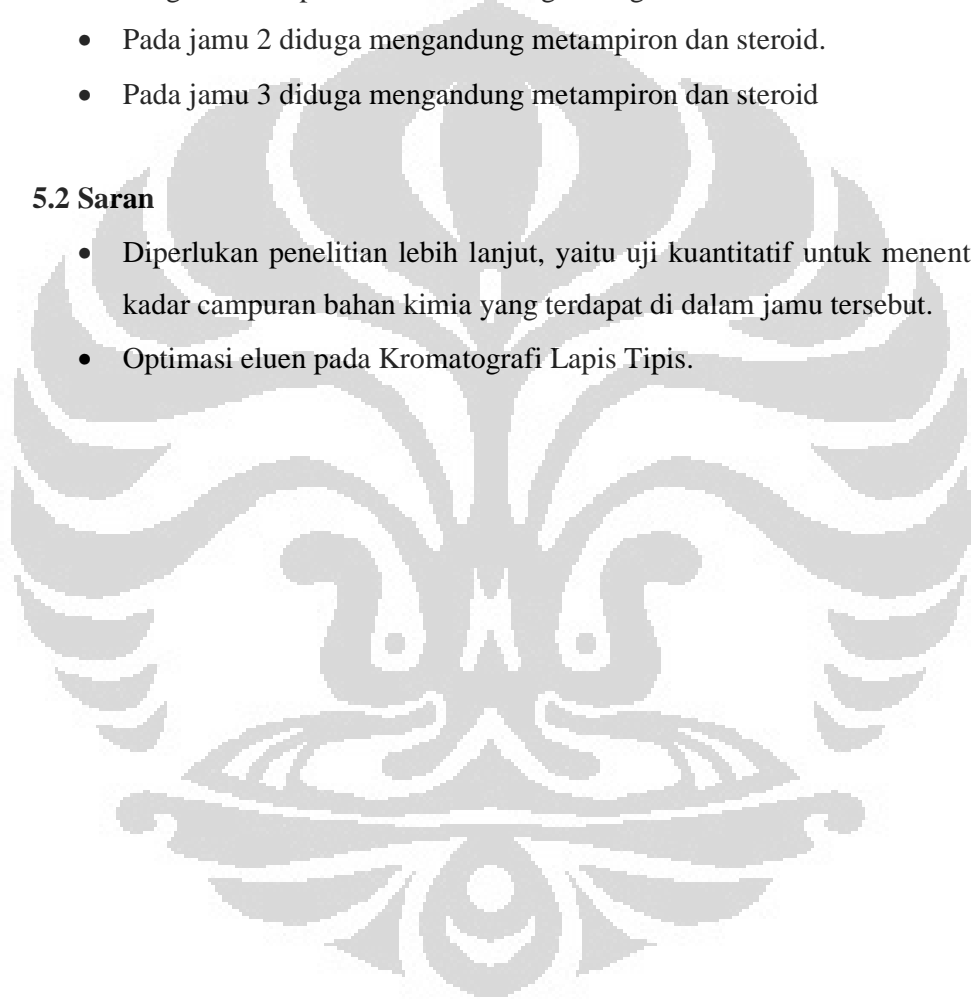 • Pada jamu 2 diduga mengandung metampiron dan steroid.
• Pada jamu 3 diduga mengandung metampiron dan steroid
5.2 Saran
• Diperlukan penelitian lebih lanjut, yaitu uji kuantitatif untuk menent
kadar campuran bahan kimia yang terdapat di dalam jamu tersebut.
• Optimasi eluen pada Kromatografi Lapis Tipis.